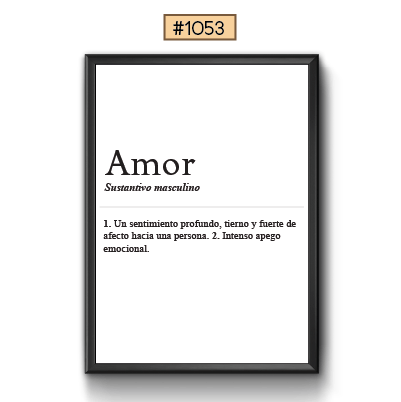 #1053
Amor
Sustantivo masculino
1. Un sentimiento profundo, tierno y fuerte de
afecto hacia una persona. 2. Intenso apego
emocional.